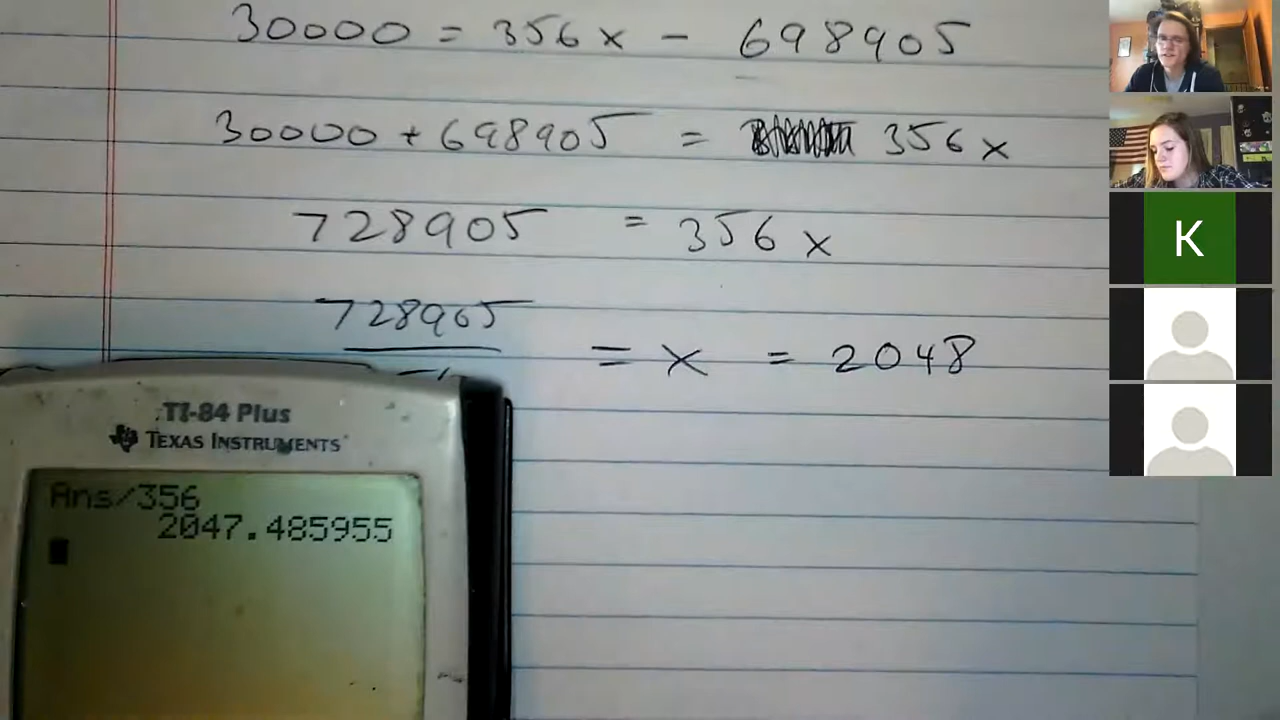 30000 = 356x - 698905
30000 + 698905 = 356x
728905 = 356x
728905 = x = 2048
TI-84 Plus
TEXAS INSTRUMENTS
Ans/356
2047.485955
K